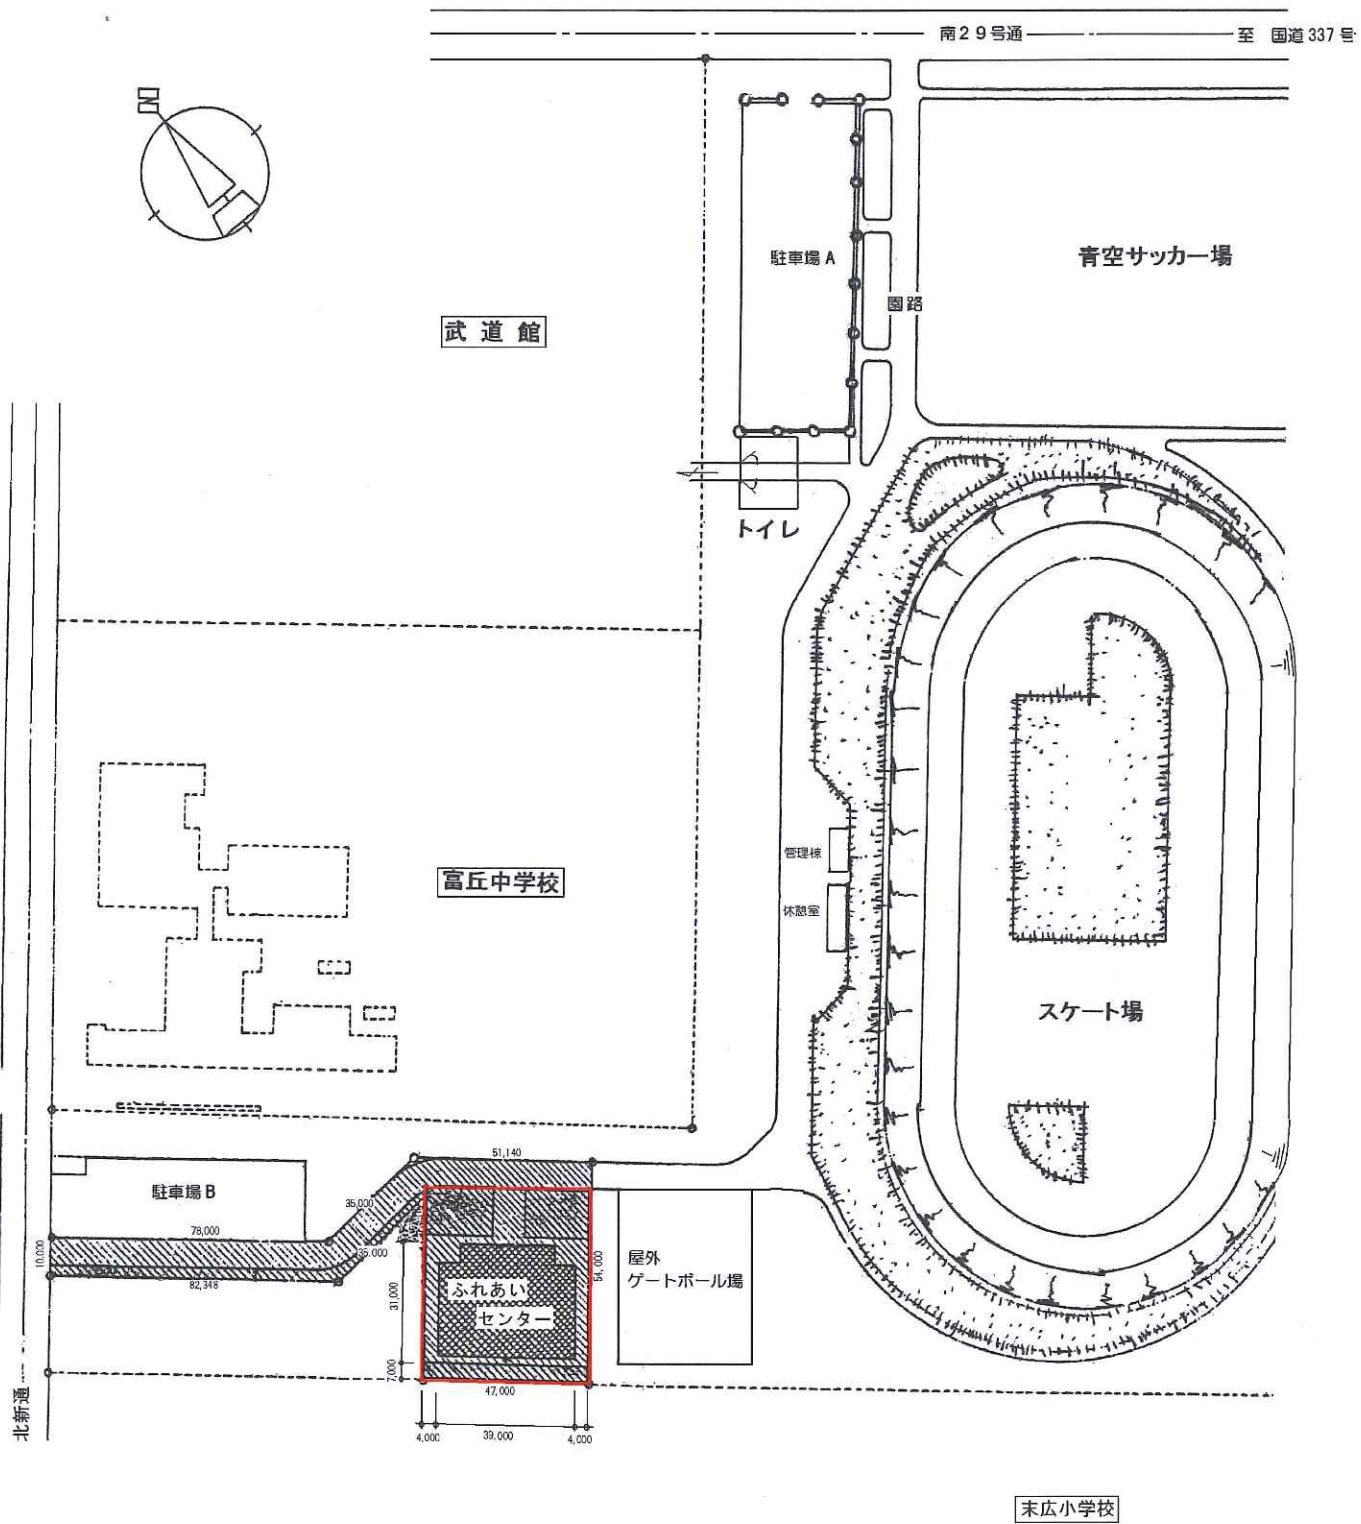 南29号通
至 国道337号
N
駐車場A
青空サッカー場
園路
武道館
トイレ
管理棟
富丘中学校
休憩室
スケート場
51,140
駐車場B
35,000
78,000
35,000
10,000
82,348
54,000
屋外
ゲートボール場
31,000
ふれあい
センター
7,000
47,000
北新通
4,000
39,000
4,000
末広小学校